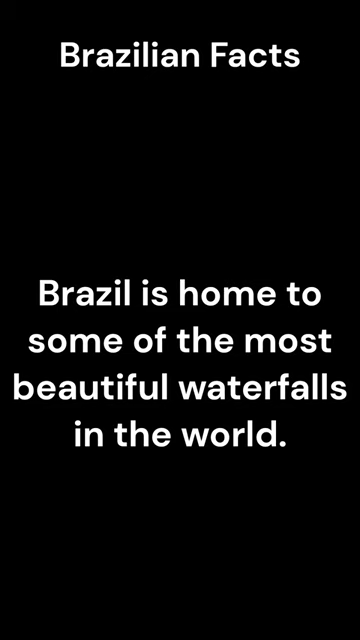 Brazilian Facts
Brazil is home to
some of the most
beautiful waterfalls
in the world.